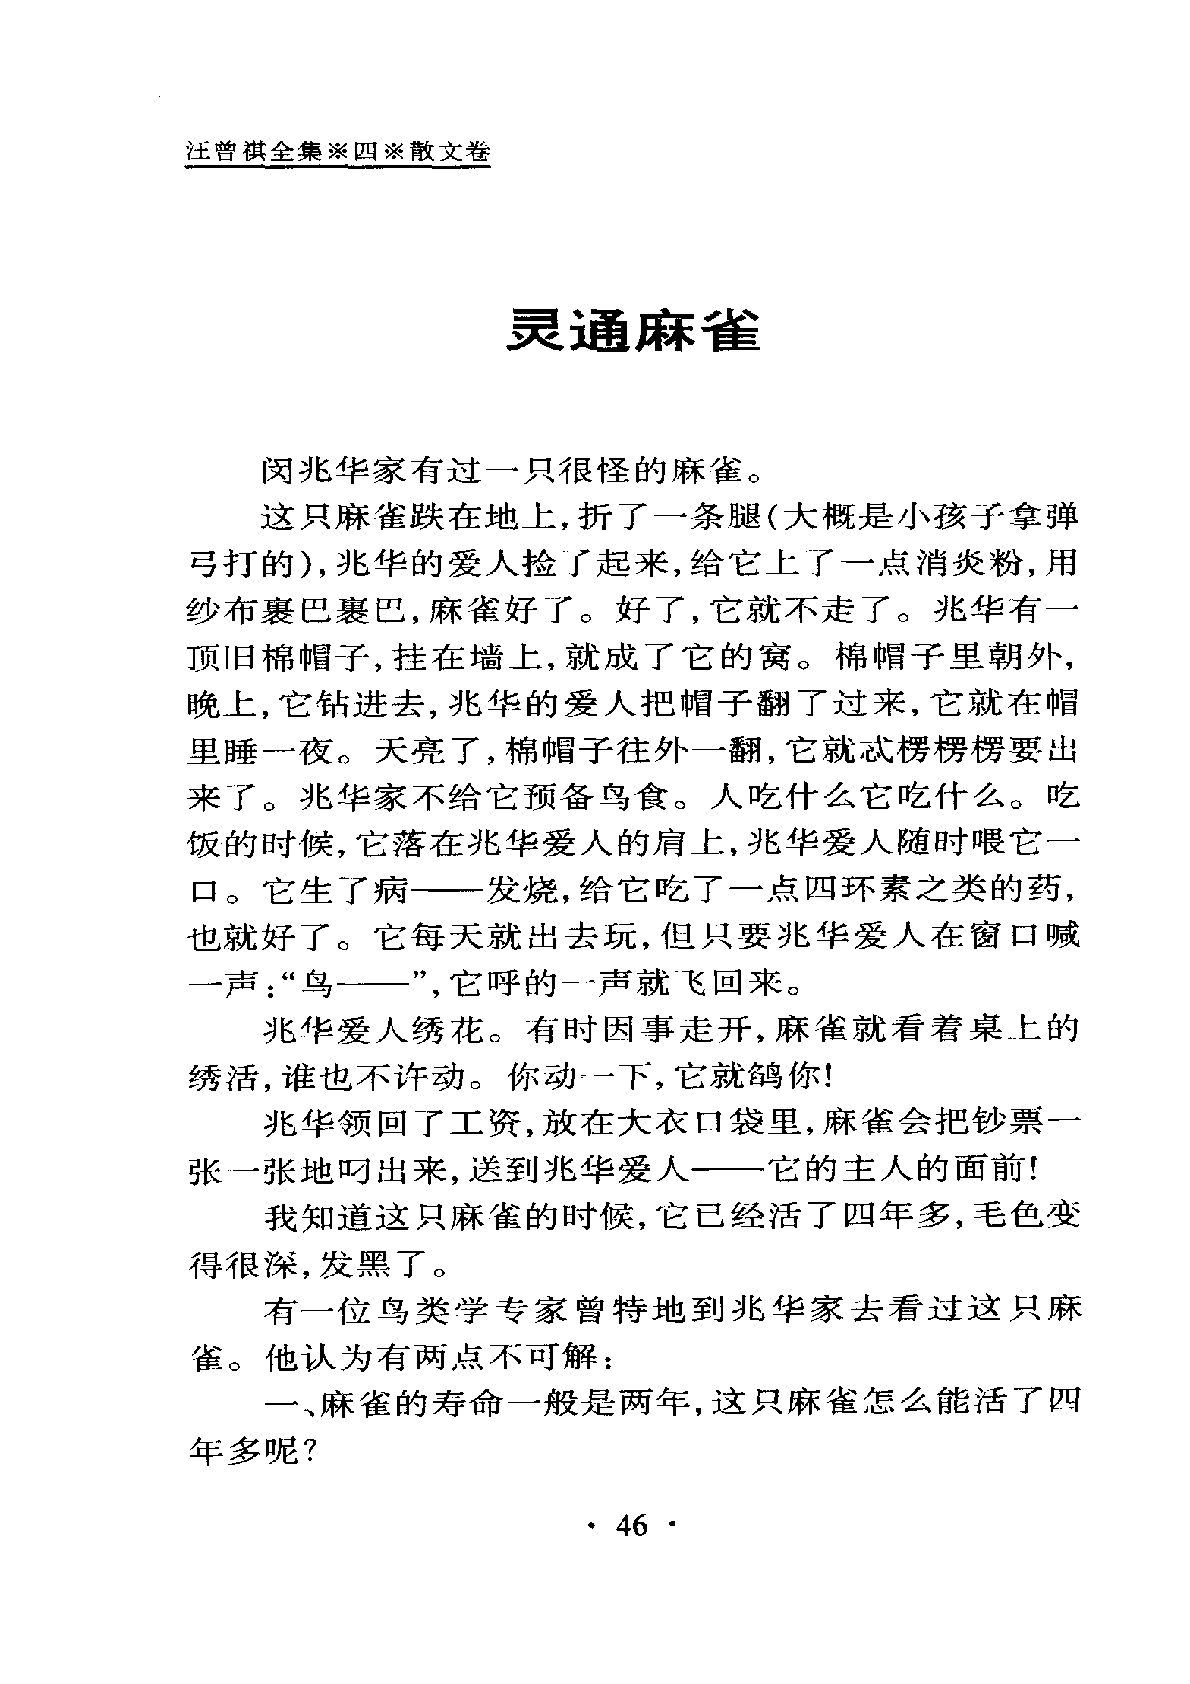 汪曾祺全集※四※散文卷
灵通麻雀
闵兆华家有过一只很怪的麻雀。
这只麻雀跌在地上,折了一条腿(大概是小孩子拿弹
弓打的),兆华的爱人捡了起来,给它上了一点消炎粉,用
纱布裹巴裹巴,麻雀好了。好了,它就不走了。兆华有一
顶旧棉帽子,挂在墙上,就成了它的窝。棉帽子里朝外,
晚上,它钻进去,兆华的爱人把帽子翻了过来,它就在帽
里睡一夜。天亮了,棉帽子往外一翻,它就忒楞楞楞要出
来了。兆华家不给它预备鸟食。人吃什么它吃什么。吃
饭的时候,它落在兆华爱人的肩上,兆华爱人随时喂它一
口。它生了病——发烧,给它吃了一点四环素之类的药,
也就好了。它每天就出去玩,但只要兆华爱人在窗口喊
一声:“鸟——”,它呼的一声就飞回来。
兆华爱人绣花。有时因事走开,麻雀就看着桌上的
绣活,谁也不许动。你动一下,它就鹐你!
兆华领回了工资,放在大衣口袋里,麻雀会把钞票一
张一张地叼出来,送到兆华爱人——它的主人的面前!
我知道这只麻雀的时候,它已经活了四年多,毛色变
得很深,发黑了。
有一位鸟类学专家曾特地到兆华家去看过这只麻
雀。他认为有两点不可解:
一、麻雀的寿命一般是两年,这只麻雀怎么能活了四
年多呢?
· 46 ·